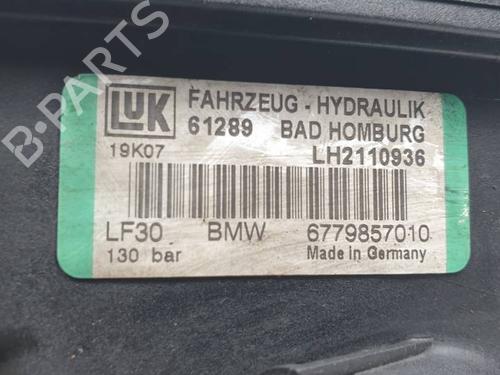 B-PARTS
LUK
FAHRZEUG - HYDRAULIK
61289 BAD HOMBURG
19K07
LH2110936
LF30 BMW 6779857010
130 bar
Made in Germany